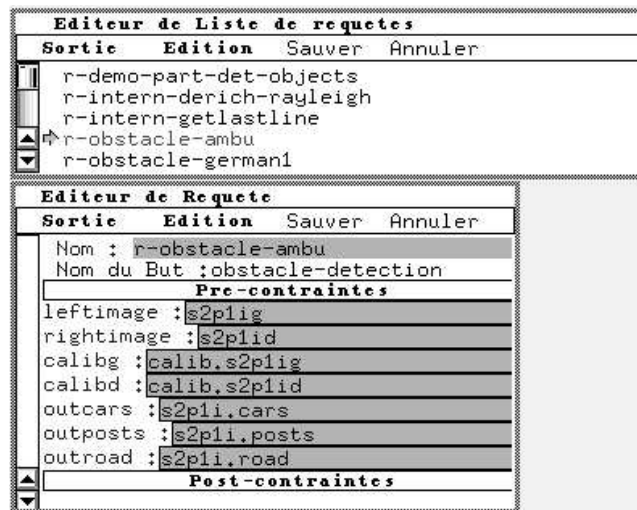 Editeur de Liste de requetes
Sortie Edition Sauver Annuler
r-demo-part-det-objects
r-intern-derich-rayleigh
r-intern-getlastline
r-obstacle-ambu
r-obstacle-german1
Editeur de Requete
Sortie Edition Sauver Annuler
Nom : r-obstacle-ambu
Nom du But :obstacle-detection
Pre-contraintes
leftimage :s2p1ig
rightimage :s2p1id
calibg :calib.s2p1ig
calibd :calib.s2p1id
outcars :s2p1i.cars
outposts :s2p1i.posts
outroad :s2p1i.road
Post-contraintes